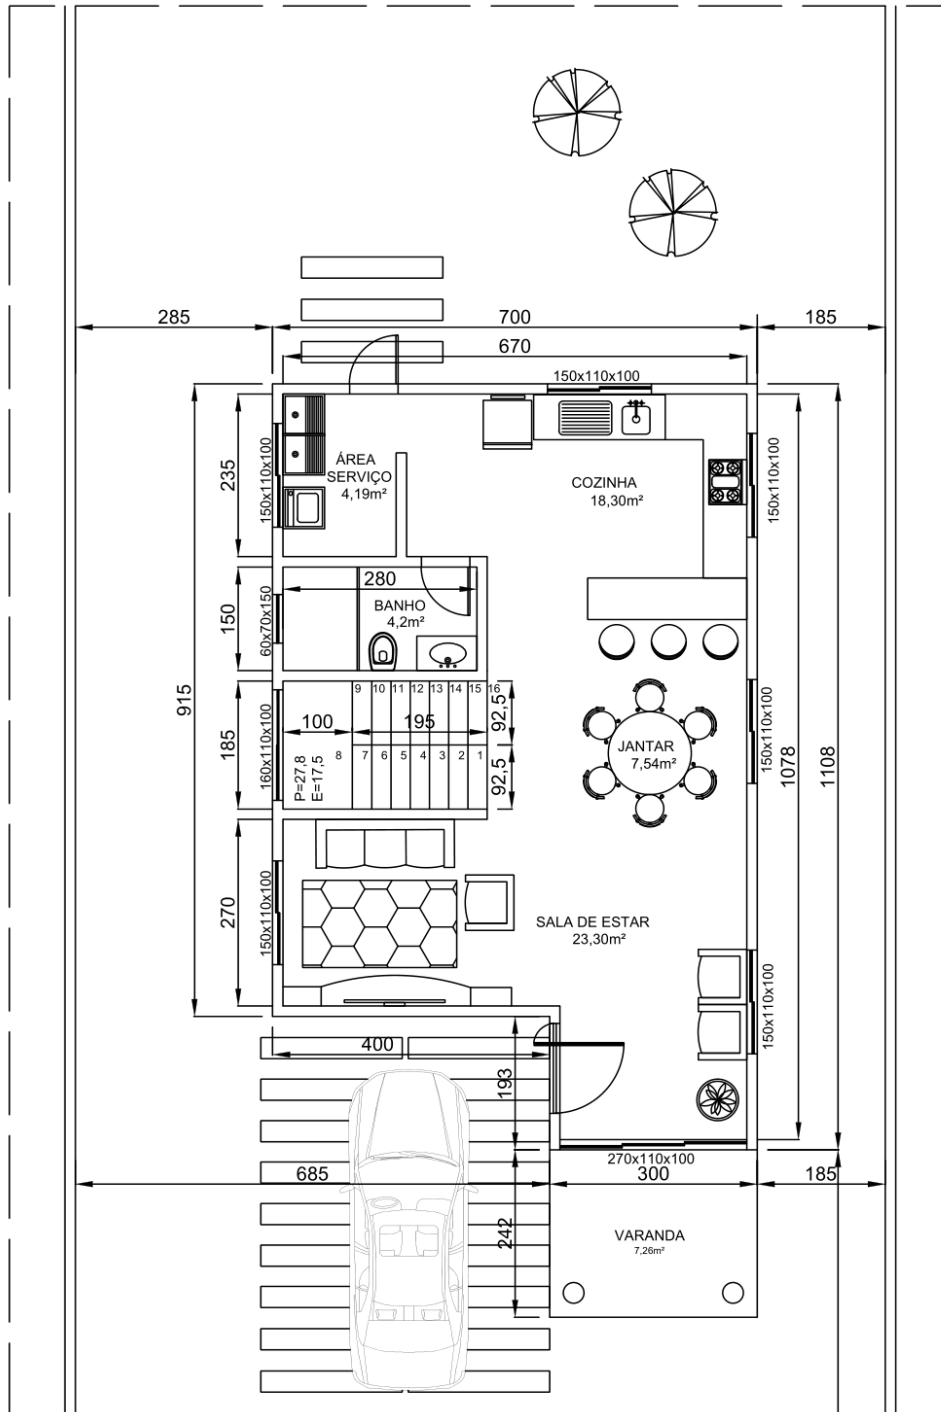 285
700
185
670
150x110x100
235
150x110x100
ÁREA
SERVIÇO
4,19m²
COZINHA
18,30m²
150x110x100
150
60x70x150
280
BANHO
4,2m²
915
185
160x110x100
100
195
9 10 11 12 13 14 15 16
8 7 6 5 4 3 2 1
P=27,8
E=17,5
92,5
92,5
JANTAR
7,54m²
150x110x100
1078
1108
270
150x110x100
SALA DE ESTAR
23,30m²
150x110x100
400
193
270x110x100
685
300
185
242
VARANDA
7,26m²